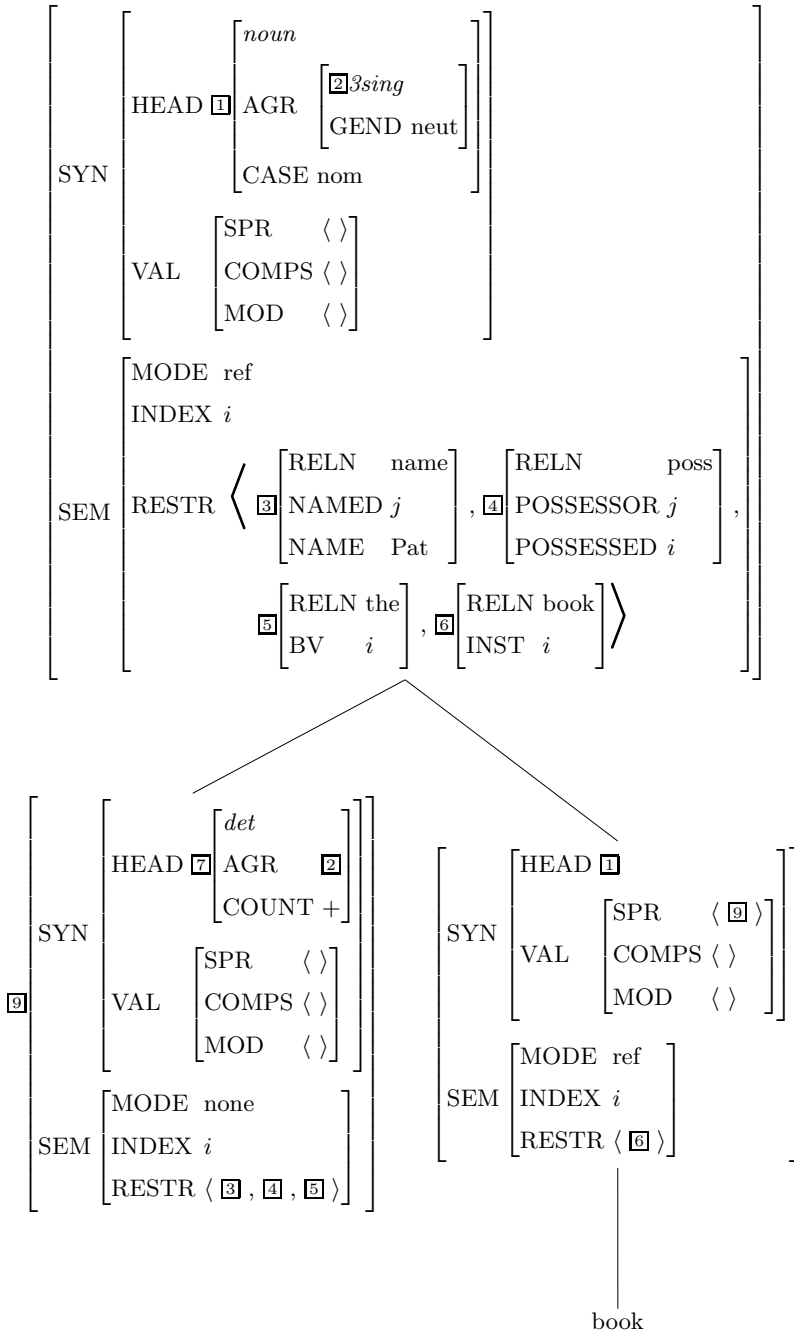 noun
2 3sing
HEAD 1 AGR
GEND neut
CASE nom
SYN
SPR ⟨ ⟩
VAL COMPS ⟨ ⟩
MOD ⟨ ⟩
MODE ref
INDEX i
RELN name RELN poss
SEM RESTR ⟨ 3 NAMED j , 4 POSSESSOR j ,
NAME Pat POSSESSED i
RELN the RELN book
5 , 6 ⟩
BV i INST i
det
HEAD 7 AGR 2
COUNT +
SYN
SPR ⟨ ⟩
9 VAL COMPS ⟨ ⟩
MOD ⟨ ⟩
MODE none
SEM INDEX i
RESTR ⟨ 3 , 4 , 5 ⟩
HEAD 1
SYN SPR ⟨ 9 ⟩
VAL COMPS ⟨ ⟩
MOD ⟨ ⟩
MODE ref
SEM INDEX i
RESTR ⟨ 6 ⟩
book